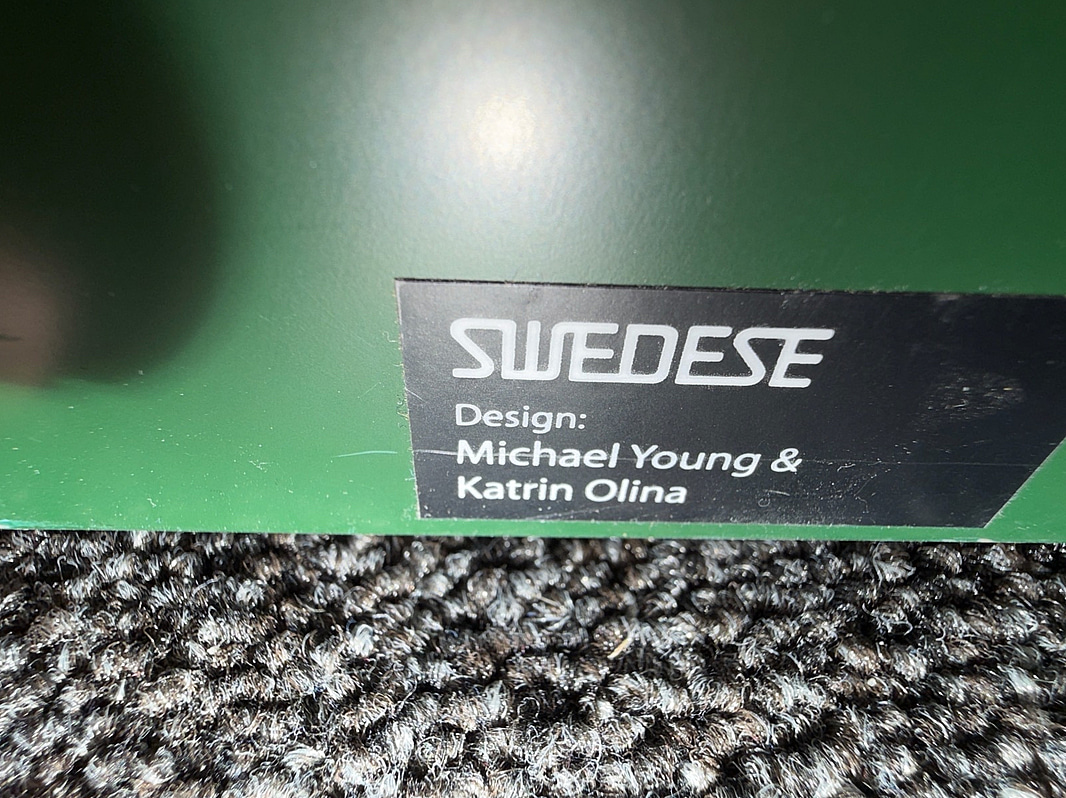 SWEDESE
Design:
Michael Young &
Katrin Olina